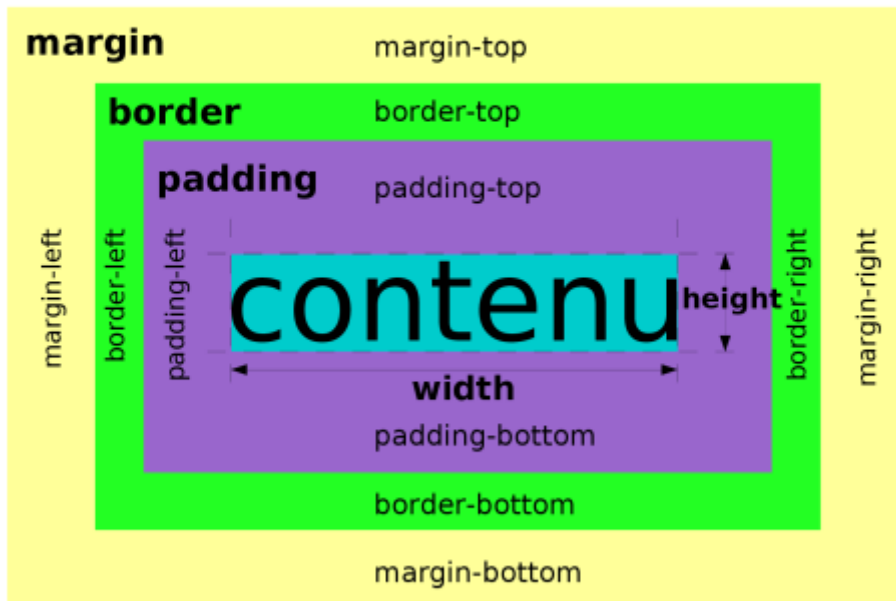 margin
margin-top
border
border-top
padding
padding-top
margin-left
border-left
padding-left
contenu
height
border-right
margin-right
width
padding-bottom
border-bottom
margin-bottom